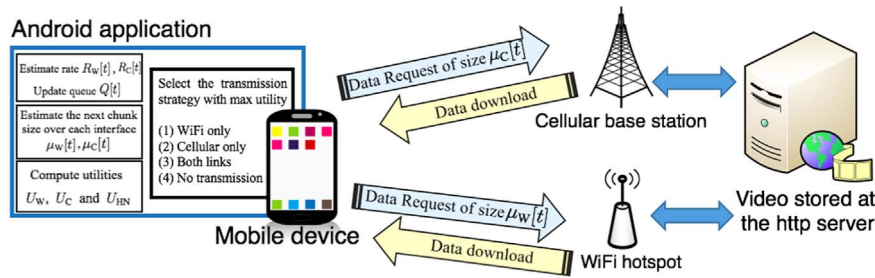 Android application
Estimate rate R_W[t], R_C[t]
Update queue Q[t]
Estimate the next chunk
size over each interface
μ_W[t], μ_C[t]
Compute utilities
U_W, U_C and U_HN
Select the transmission
strategy with max utility
(1) WiFi only
(2) Cellular only
(3) Both links
(4) No transmission
Mobile device
Data Request of size μ_C[t]
Data download
Cellular base station
Data Request of size μ_W[t]
Data download
WiFi hotspot
Video stored at
the http server